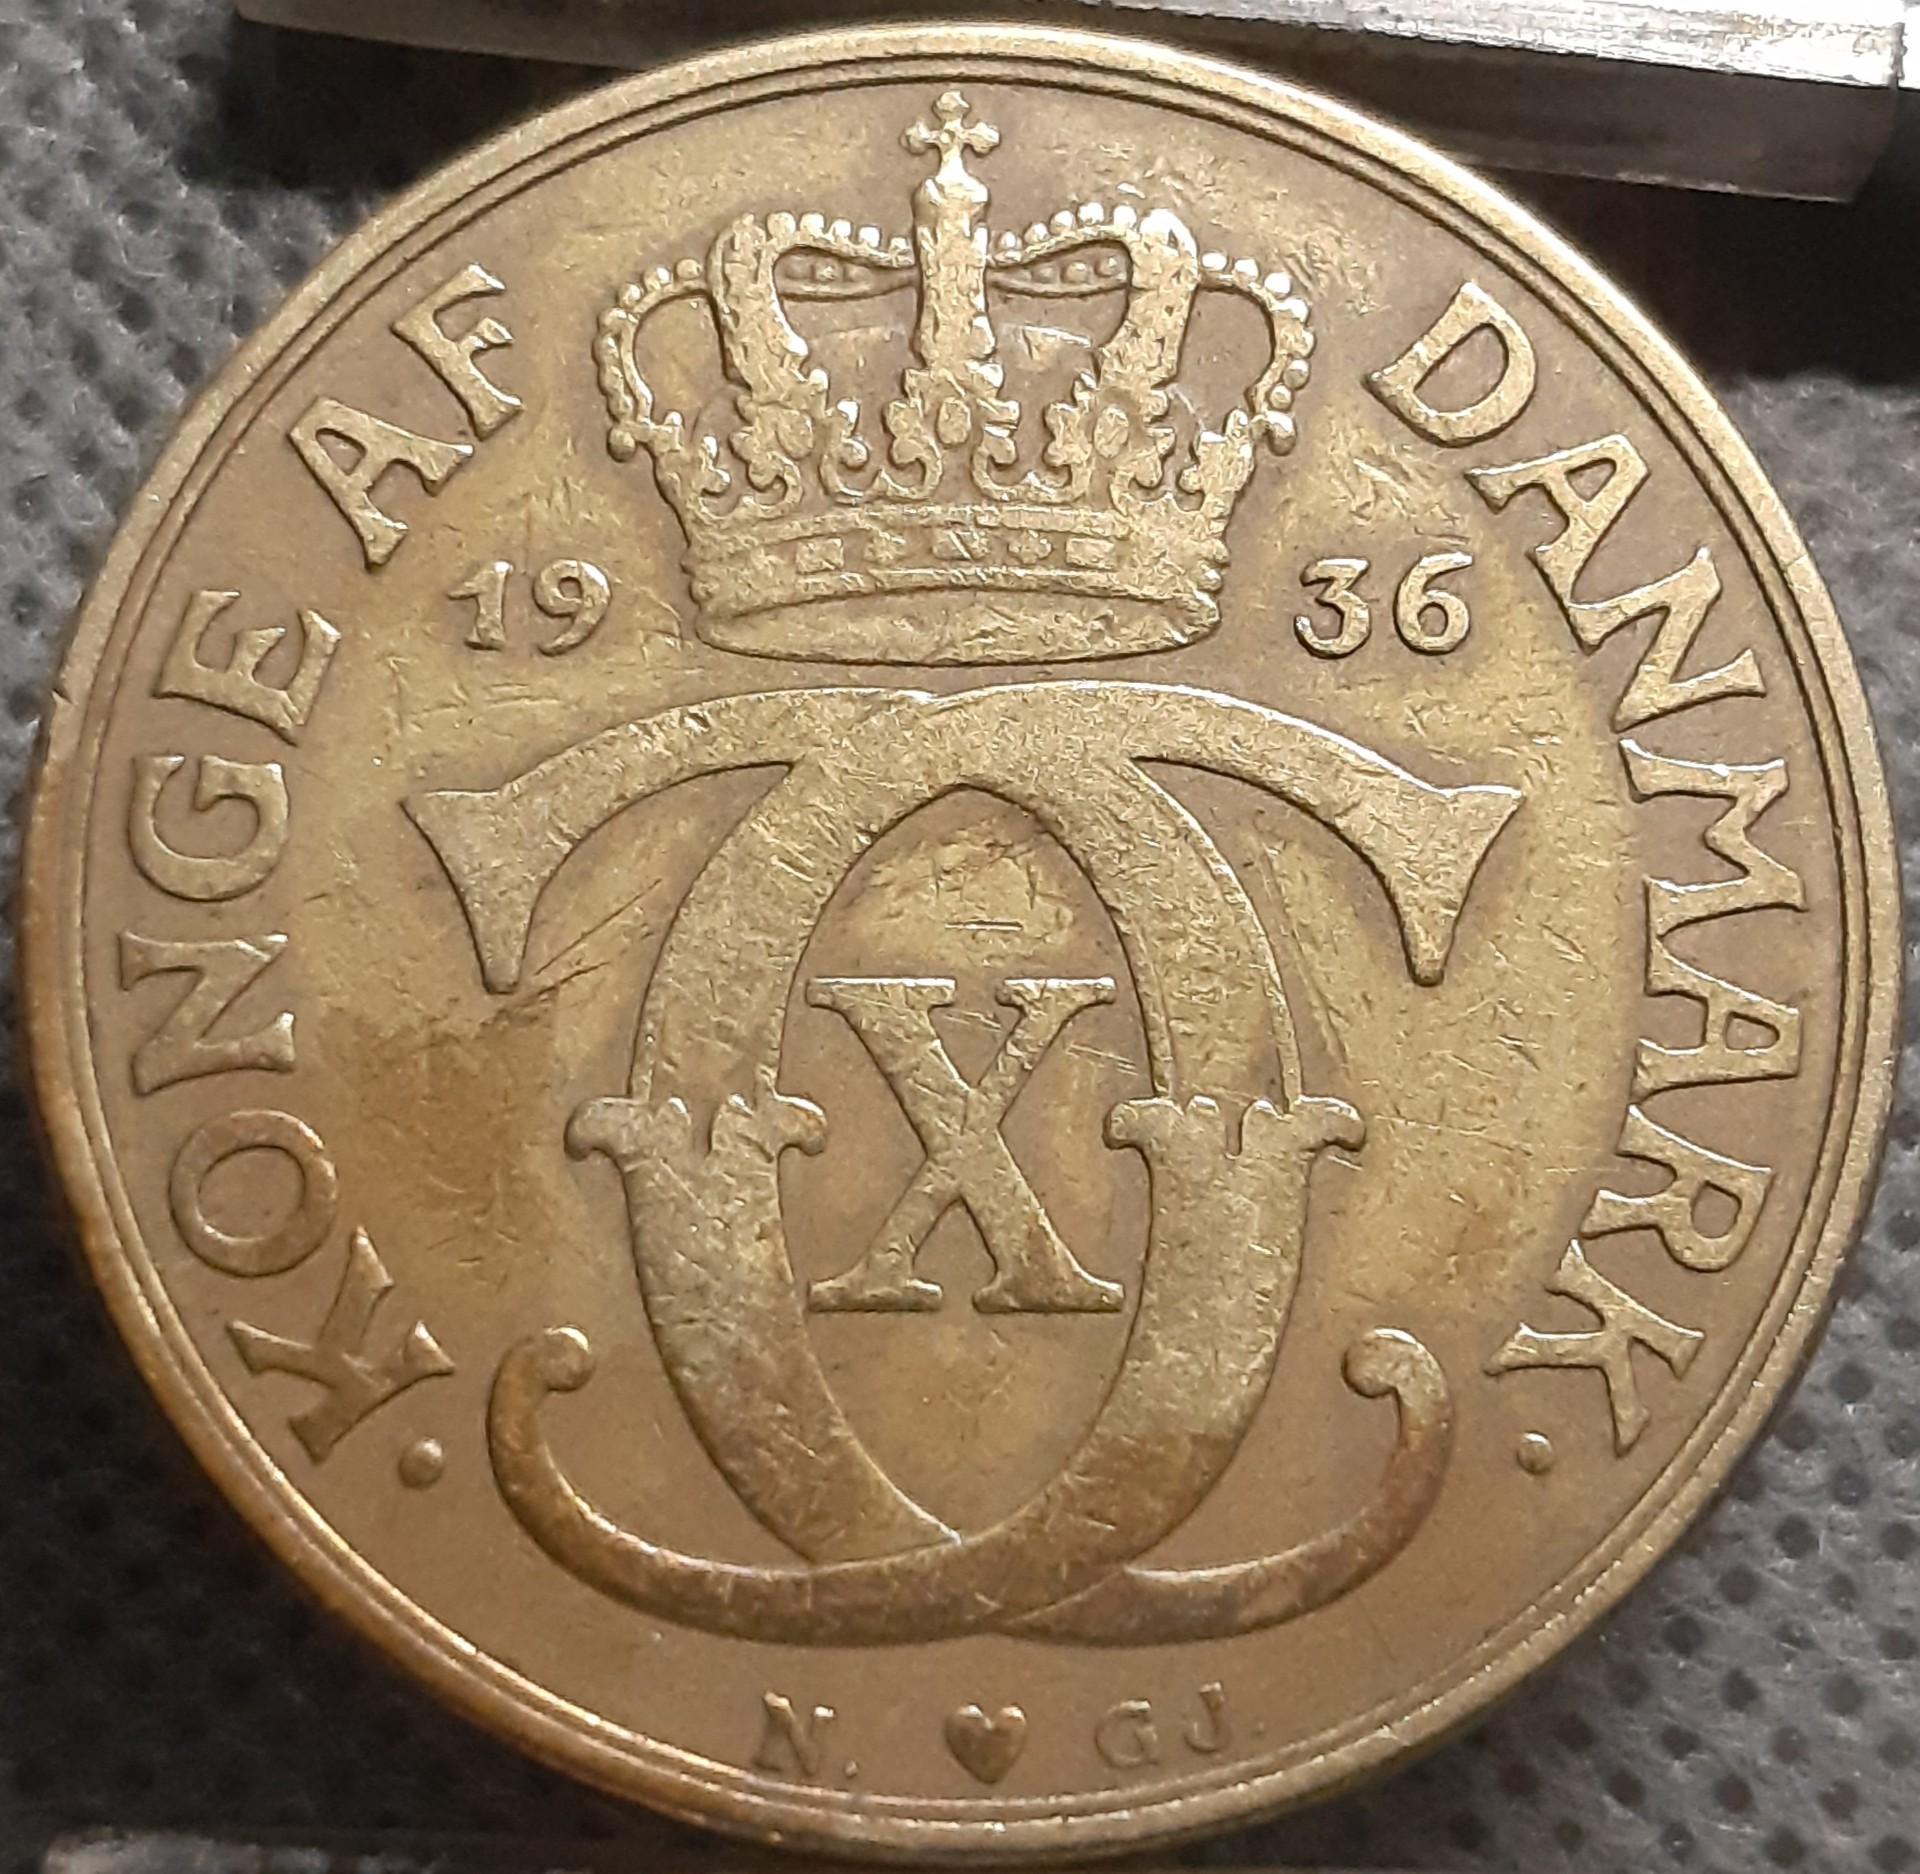 · KONGE AF DANMARK ·
19 36
C C
X
N. ♥ GJ.